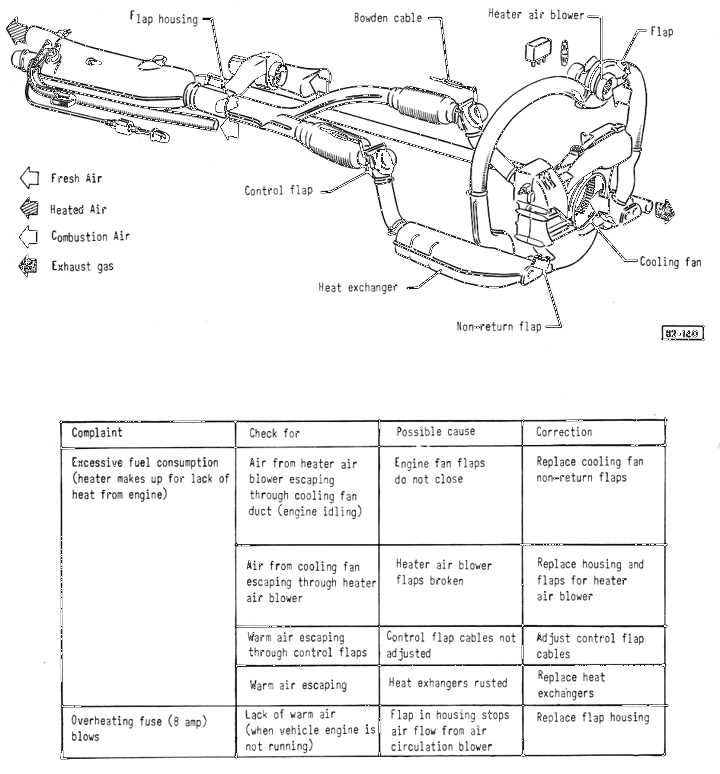 Flap housing
Bowden cable
Heater air blower
Flap
Fresh Air
Heated Air
Combustion Air
Exhaust gas
Control flap
Heat exchanger
Non-return flap
Cooling fan
Complaint
Check for
Possible cause
Correction
Excessive fuel consumption
(heater makes up for lack of
heat from engine)
Air from heater air
blower escaping
through cooling fan
duct (engine idling)
Engine fan flaps
do not close
Replace cooling fan
non-return flaps
Air from cooling fan
escaping through heater
air blower
Heater air blower
flaps broken
Replace housing and
flaps for heater
air blower
Warm air escaping
through control flaps
Control flap cables not
adjusted
Adjust control flap
cables
Warm air escaping
Heat exhangers rusted
Replace heat
exchangers
Overheating fuse (8 amp)
blows
Lack of warm air
(when vehicle engine is
not running)
Flap in housing stops
air flow from air
circulation blower
Replace flap housing